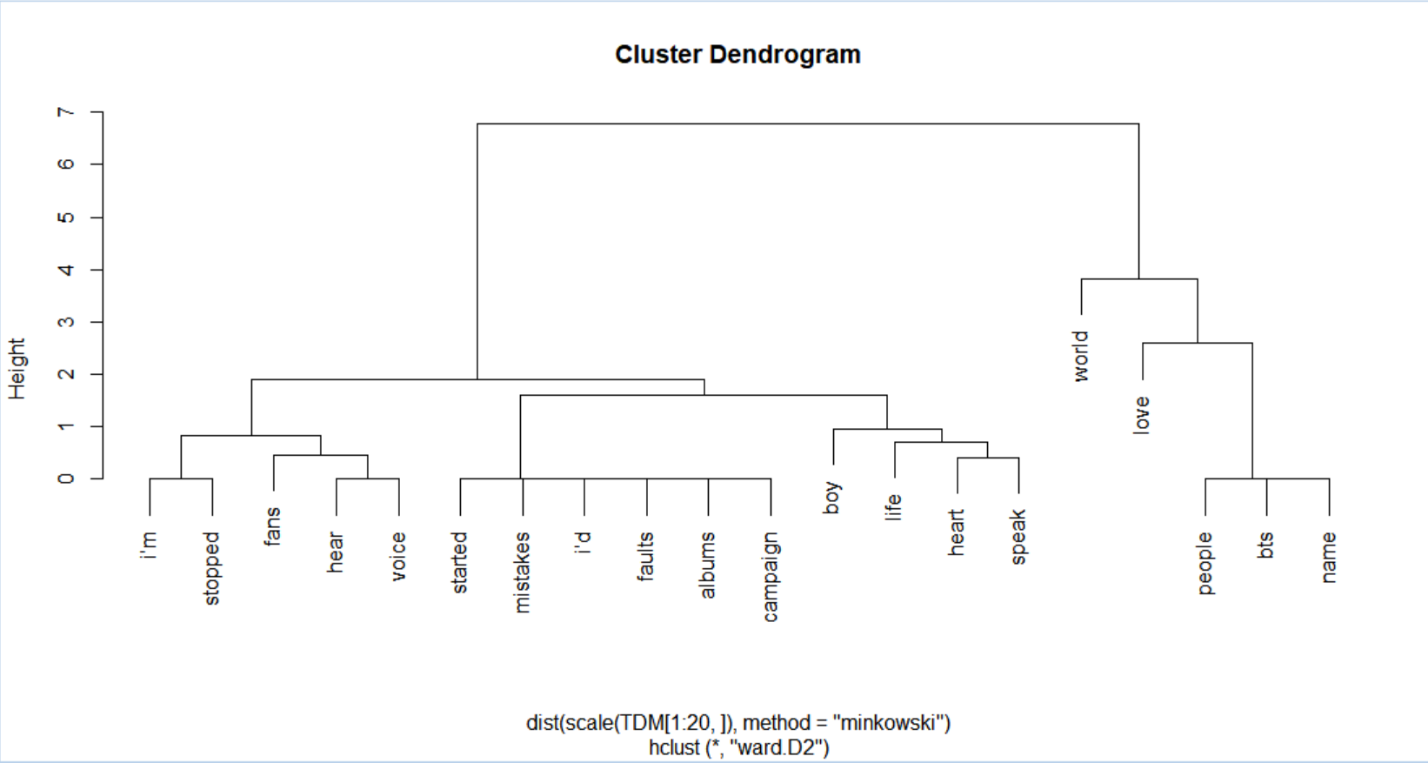 Cluster Dendrogram
7
6
5
4
3
2
1
0
Height
world
love
boy
life
heart
speak
fans
i'm
stopped
hear
voice
started
mistakes
i'd
faults
albums
campaign
people
bts
name
dist(scale(TDM[1:20, ]), method = "minkowski")
hclust (*, "ward.D2")